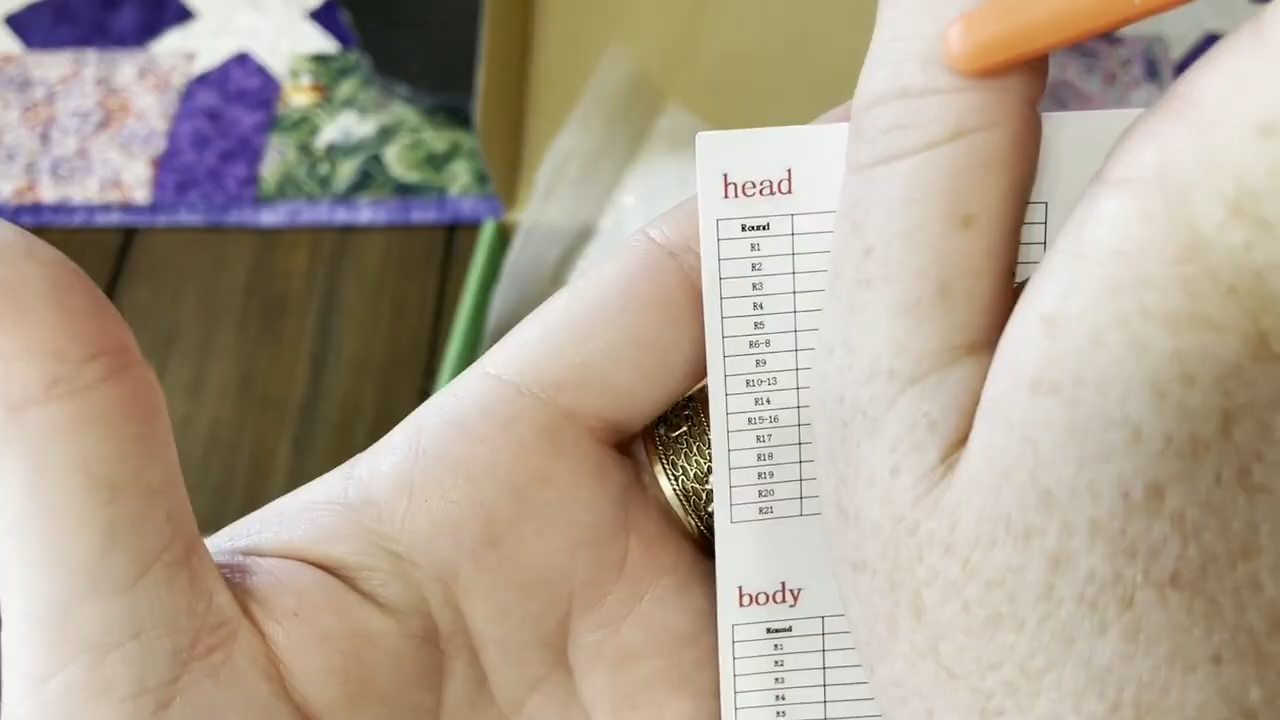 head
Round
R1
R2
R3
R4
R5
R6-8
R9
R10-13
R14
R15-16
R17
R18
R19
R20
R21
body
Round
R1
R2
R3
R4
R5